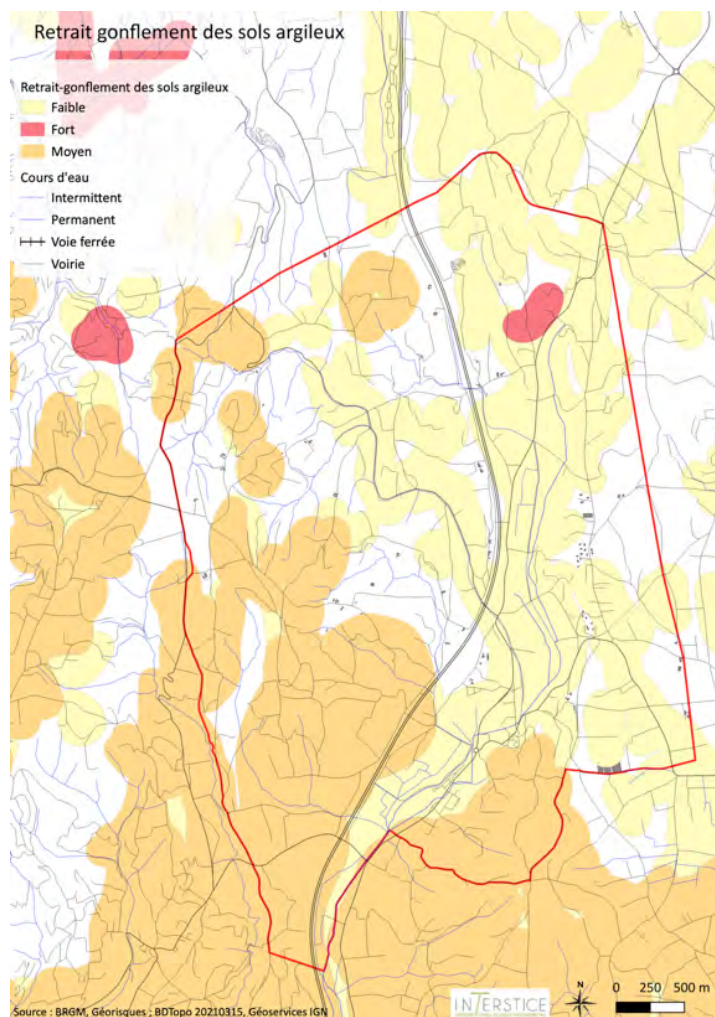 Retrait gonflement des sols argileux
Retrait-gonflement des sols argileux
Faible
Fort
Moyen
Cours d'eau
Intermittent
Permanent
Voie ferrée
Voirie
N
0 250 500 m
INTERSTICE
Source : BRGM, Géorisques ; BDTopo 20210315, Géoservices IGN